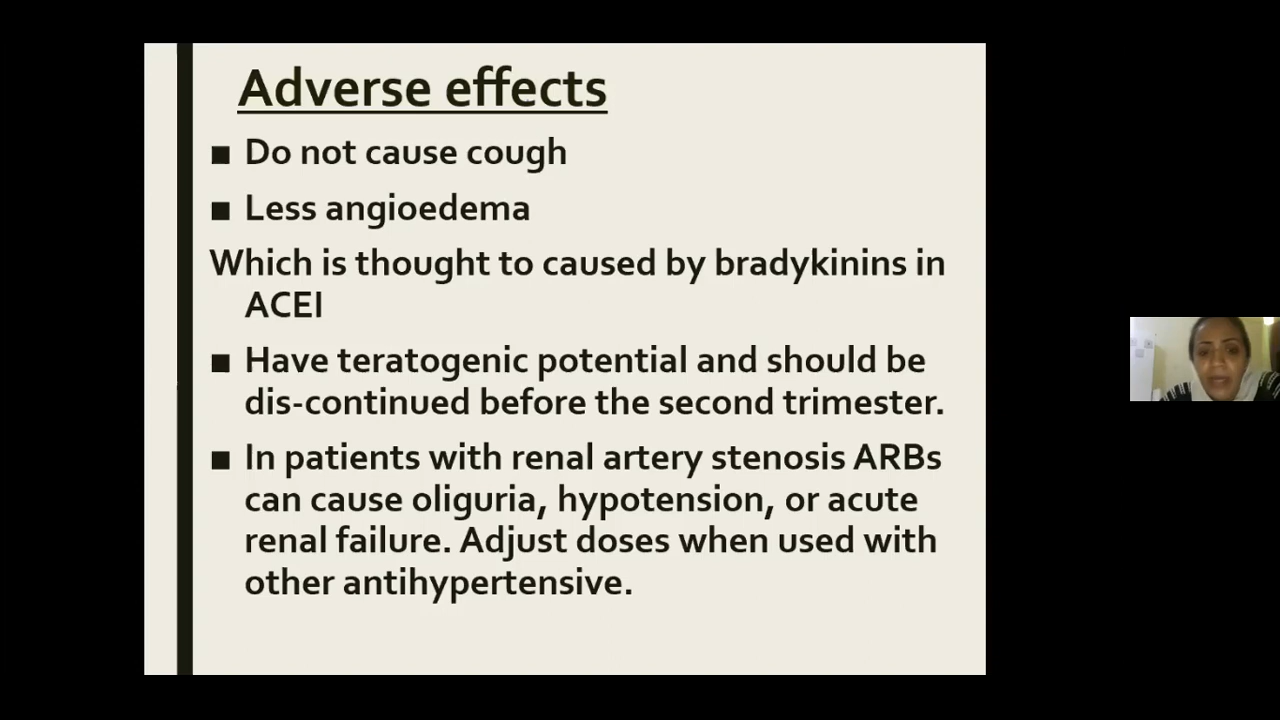 Adverse effects
■ Do not cause cough
■ Less angioedema
Which is thought to caused by bradykinins in
ACEI
■ Have teratogenic potential and should be
dis-continued before the second trimester.
■ In patients with renal artery stenosis ARBs
can cause oliguria, hypotension, or acute
renal failure. Adjust doses when used with
other antihypertensive.